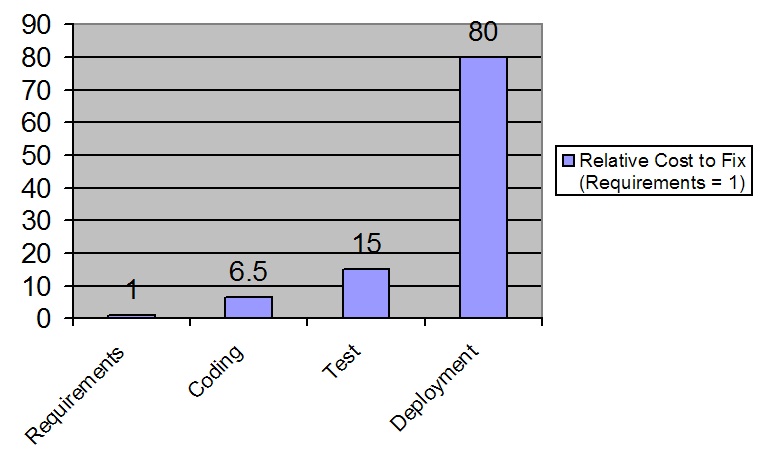 90
80
70
60
50
40
30
20
10
0
1
6.5
15
80
Requirements
Coding
Test
Deployment
Relative Cost to Fix
(Requirements = 1)